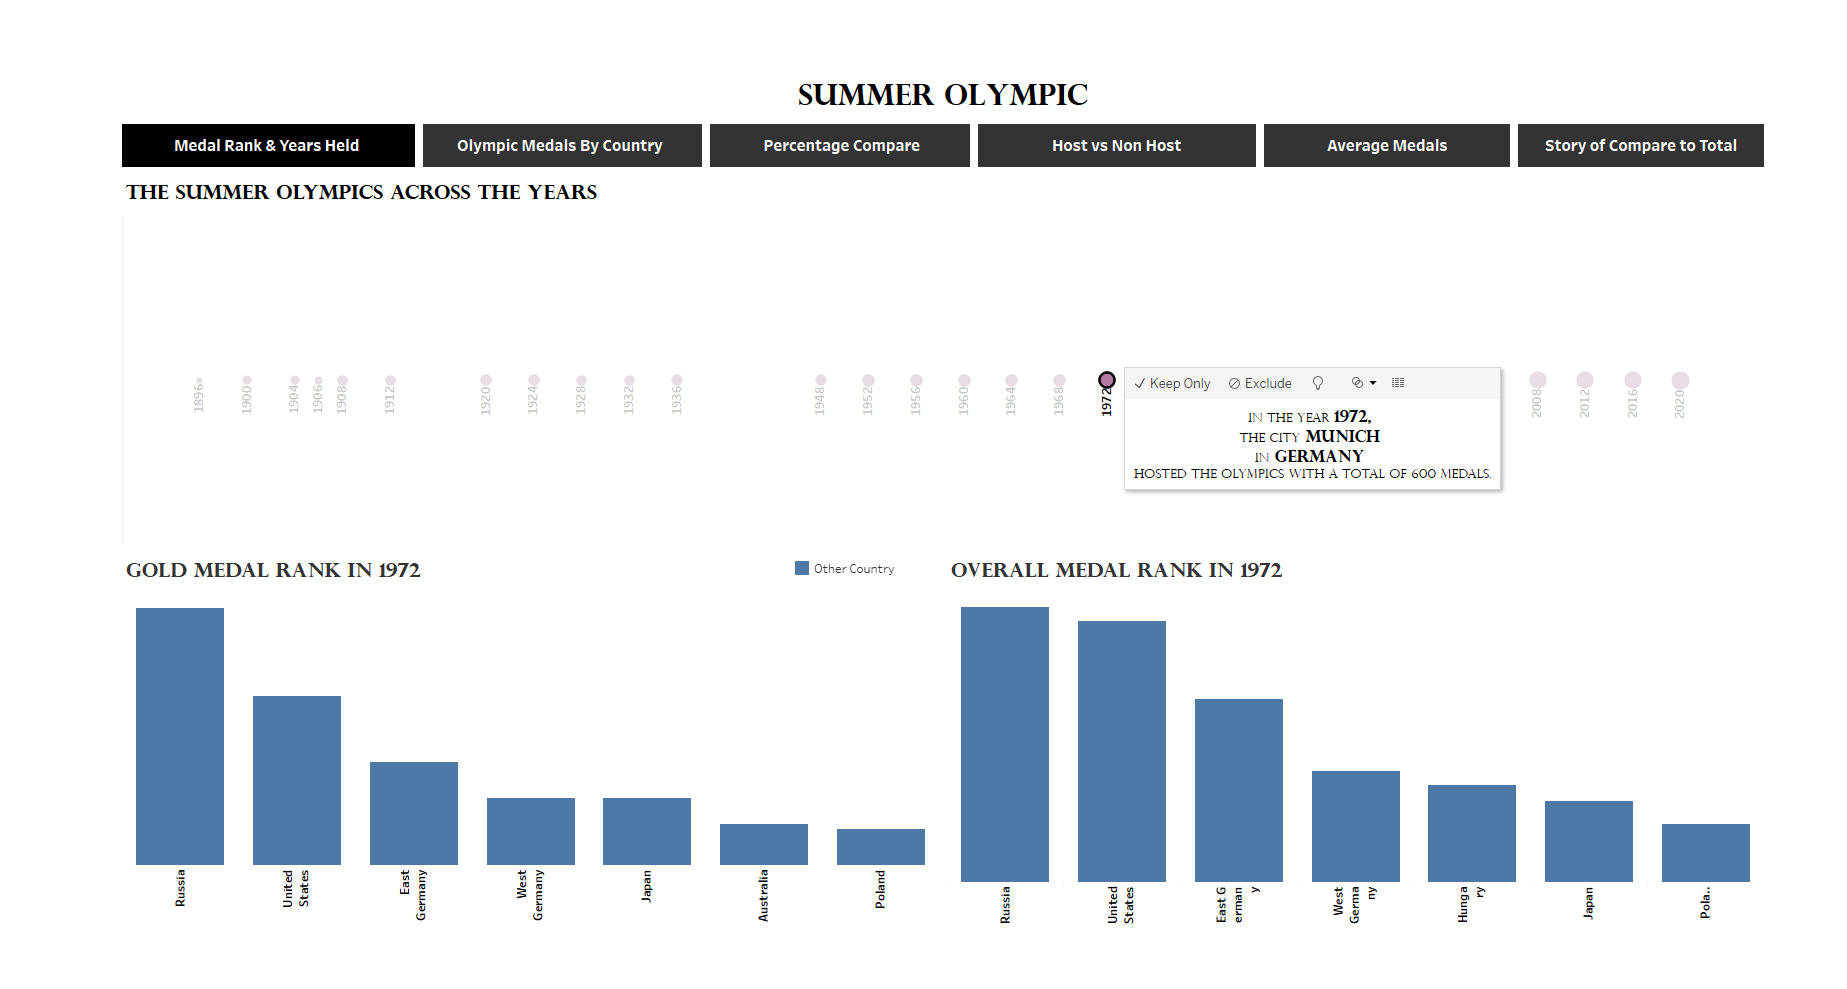 SUMMER OLYMPIC
Medal Rank & Years Held
Olympic Medals By Country
Percentage Compare
Host vs Non Host
Average Medals
Story of Compare to Total
THE SUMMER OLYMPICS ACROSS THE YEARS
1896
1900
1904
1906
1908
1912
1920
1924
1928
1932
1936
1948
1952
1956
1960
1964
1968
1972
Keep Only
Exclude
IN THE YEAR 1972,
THE CITY MUNICH
IN GERMANY
HOSTED THE OLYMPICS WITH A TOTAL OF 600 MEDALS.
2008
2012
2016
2020
GOLD MEDAL RANK IN 1972
Other Country
Russia
United
States
East
Germany
West
Germany
Japan
Australia
Poland
OVERALL MEDAL RANK IN 1972
Russia
United
States
East G
erman
y
West
Germa
ny
Hunga
ry
Japan
Pola..